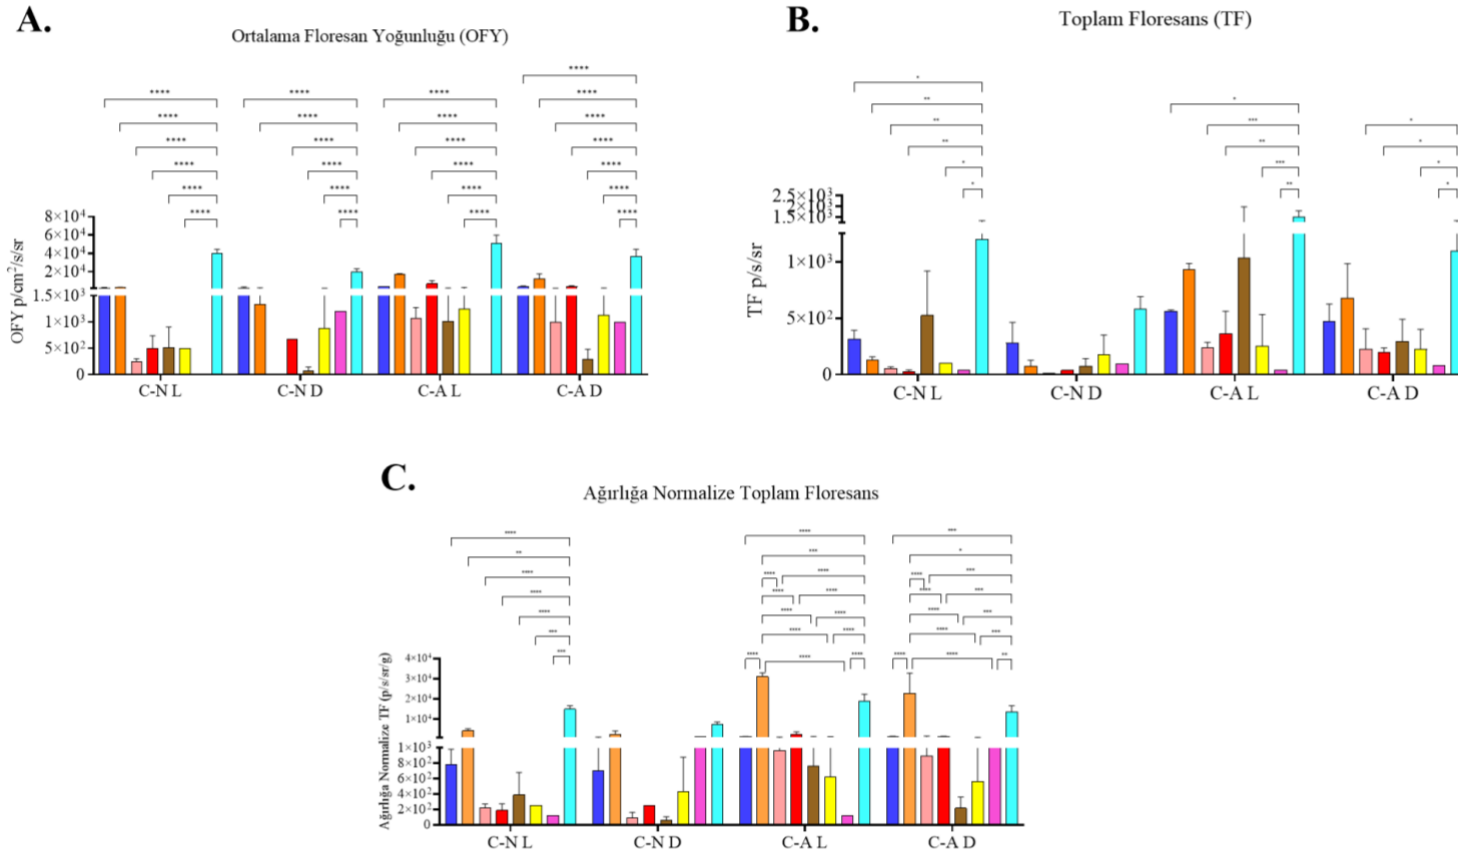 A.
Ortalama Floresan Yoğunluğu (OFY)
**** **** **** ****
**** **** **** ****
**** **** **** ****
**** **** **** ****
**** **** **** ****
**** **** **** ****
**** ****
OFY p/cm²/s/sr
8×10⁴
6×10⁴
4×10⁴
2×10⁴
1.5×10³
1×10³
5×10²
0
C-N L C-N D C-A L C-A D
B.
Toplam Floresans (TF)
TF p/s/sr
2.5×10³
2×10³
1.5×10³
1×10³
5×10²
0
C-N L C-N D C-A L C-A D
C.
Ağırlığa Normalize Toplam Floresans
Ağırlığa Normalize TF (p/s/sr/g)
4×10⁴
3×10⁴
2×10⁴
1×10⁴
1×10³
8×10²
6×10²
4×10²
2×10²
0
C-N L C-N D C-A L C-A D